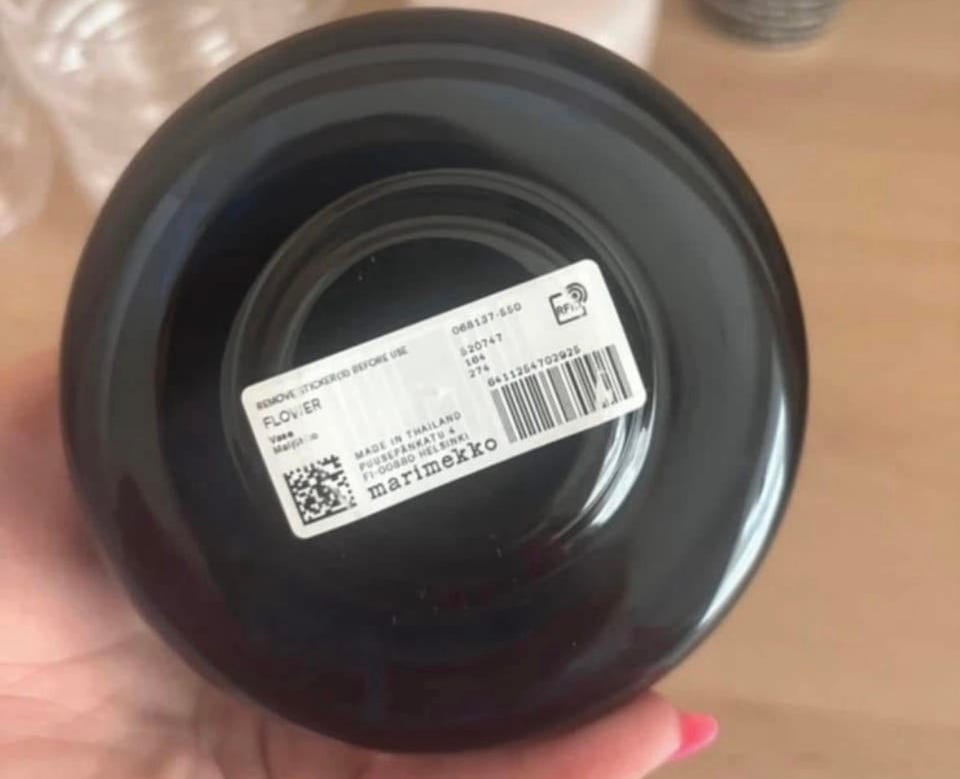 REMOVE STICKER(S) BEFORE USE
FLOWER
Vase
068137-550
520747
184
274
RFID
6411254702925
MADE IN THAILAND
PUUSEPÄNKATU 4
FI-00880 HELSINKI
marimekko